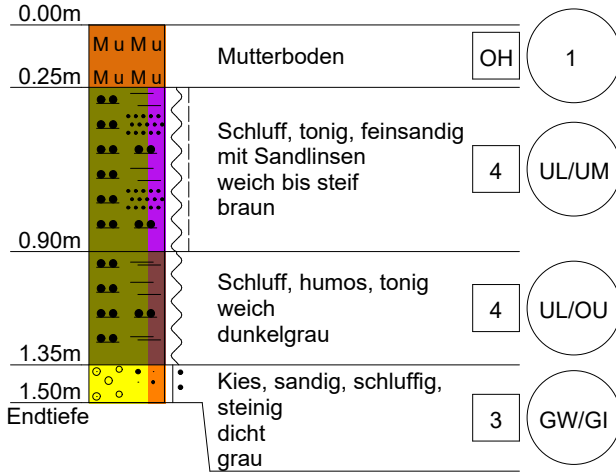 0.00m
M u M u
Mutterboden
OH
1
M u M u
0.25m
Schluff, tonig, feinsandig
mit Sandlinsen
weich bis steif
braun
4
UL/UM
0.90m
Schluff, humos, tonig
weich
dunkelgrau
4
UL/OU
1.35m
Kies, sandig, schluffig,
steinig
dicht
grau
3
GW/GI
1.50m
Endtiefe